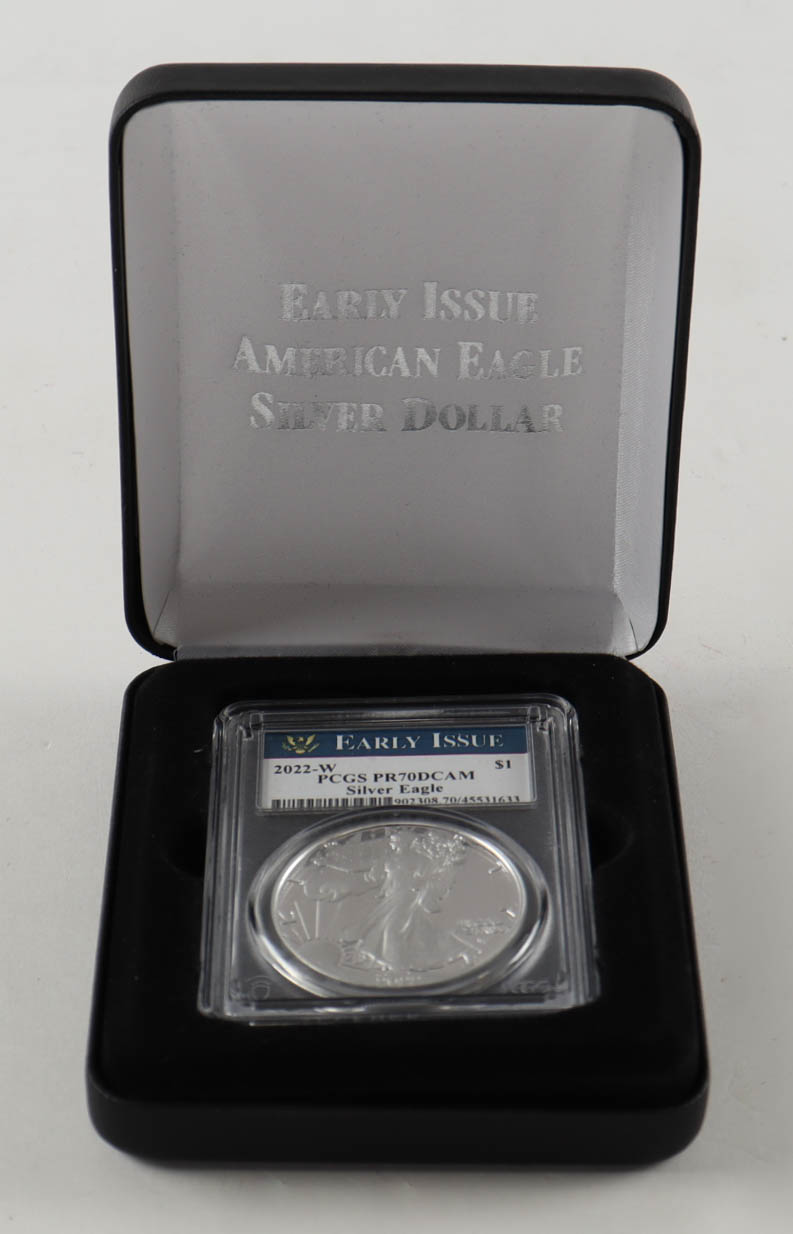 EARLY ISSUE
AMERICAN EAGLE
SILVER DOLLAR
EARLY ISSUE
2022-W $1
PCGS PR70DCAM
Silver Eagle
902308.70/45531633